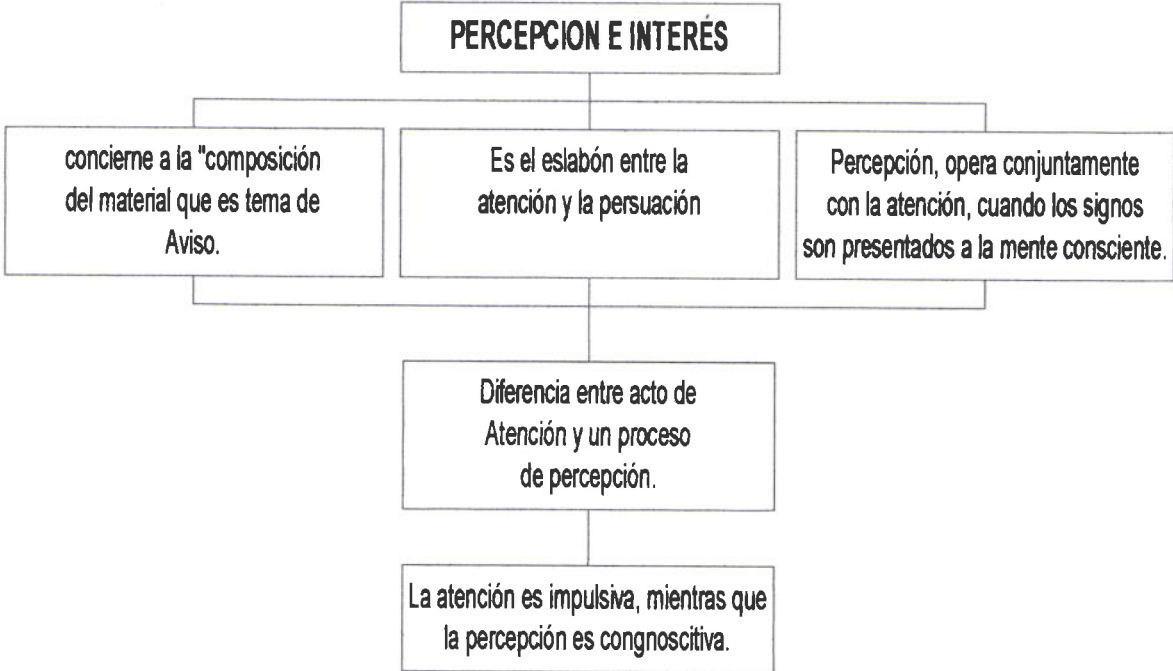 PERCEPCION E INTERÉS
concierne a la "composición
del material que es tema de
Aviso.
Es el eslabón entre la
atención y la persuación
Percepción, opera conjuntamente
con la atención, cuando los signos
son presentados a la mente consciente.
Diferencia entre acto de
Atención y un proceso
de percepción.
La atención es impulsiva, mientras que
la percepción es congnoscitiva.